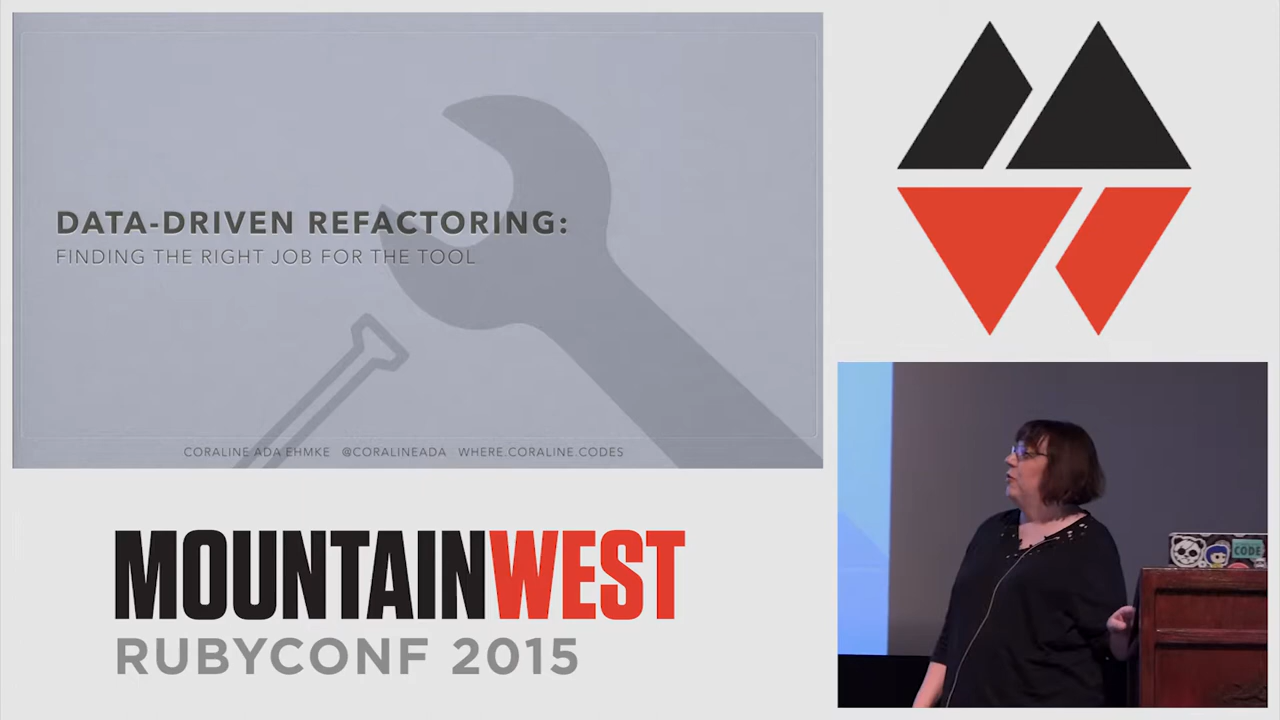 DATA-DRIVEN REFACTORING:
FINDING THE RIGHT JOB FOR THE TOOL
CORALINE ADA EHMKE @CORALINEADA WHERE.CORALINE.CODES
MOUNTAINWEST
RUBYCONF 2015
CODE